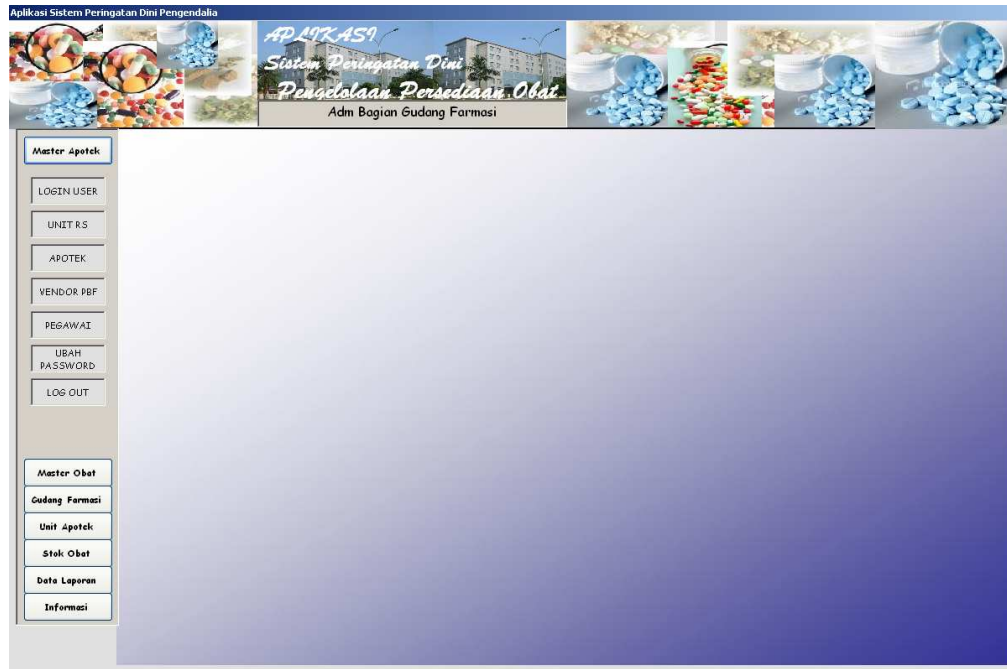 Aplikasi Sistem Peringatan Dini Pengendalia
APLIKASI
Sistem Peringatan Dini
Pengelolaan Persediaan Obat
Adm Bagian Gudang Farmasi
Master Apotek
LOGIN USER
UNIT RS
APOTEK
VENDOR PBF
PEGAWAI
UBAH
PASSWORD
LOG OUT
Master Obat
Gudang Farmasi
Unit Apotek
Stok Obat
Data Laporan
Informasi